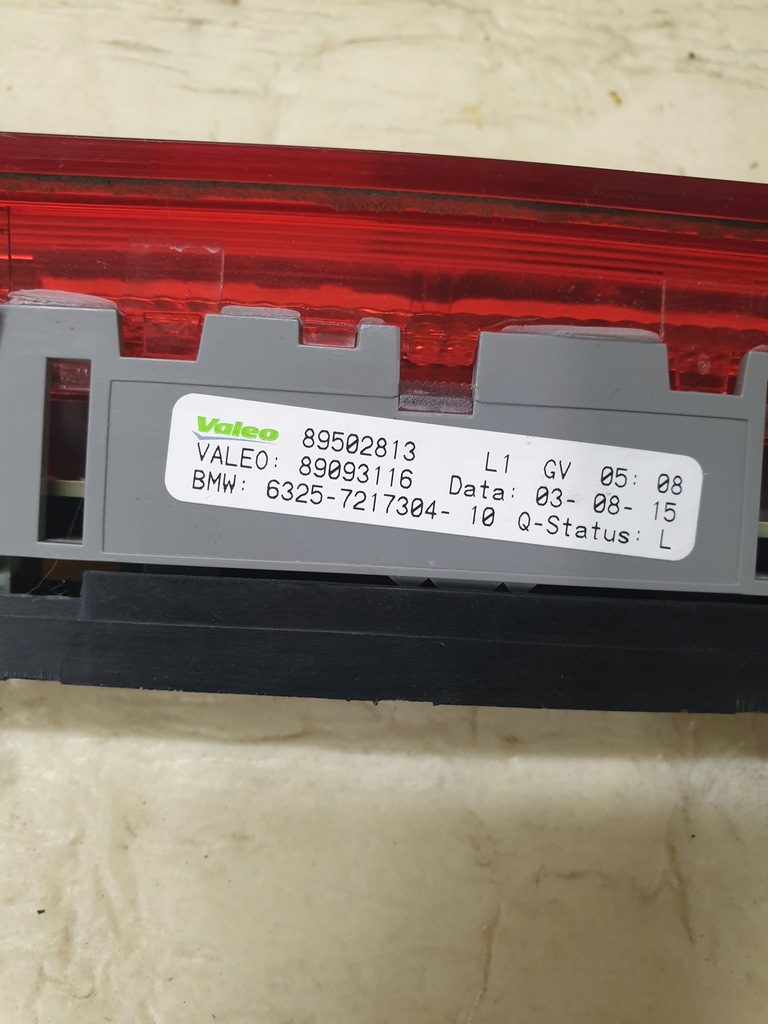 Valeo 89502813 L1 GV 05: 08
VALEO: 89093116 Data: 03- 08- 15
BMW: 6325-7217304- 10 Q-Status: L